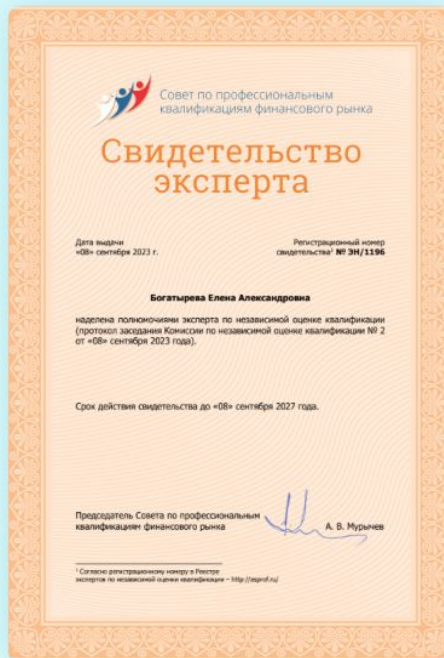 Совет по профессиональным
квалификациям финансового рынка
Свидетельство
эксперта
Дата выдачи
«08» сентября 2023 г.
Регистрационный номер
свидетельства¹ № ЭН/1196
Богатырева Елена Александровна
наделена полномочиями эксперта по независимой оценке квалификации
(протокол заседания Комиссии по независимой оценке квалификаций № 2
от «08» сентября 2023 года).
Срок действия свидетельства до «08» сентября 2027 года.
Председатель Совета по профессиональным
квалификациям финансового рынка
А. В. Мурычев
¹ Согласно регистрационному номеру в Реестре
экспертов по независимой оценке квалификации – http://asprof.ru/